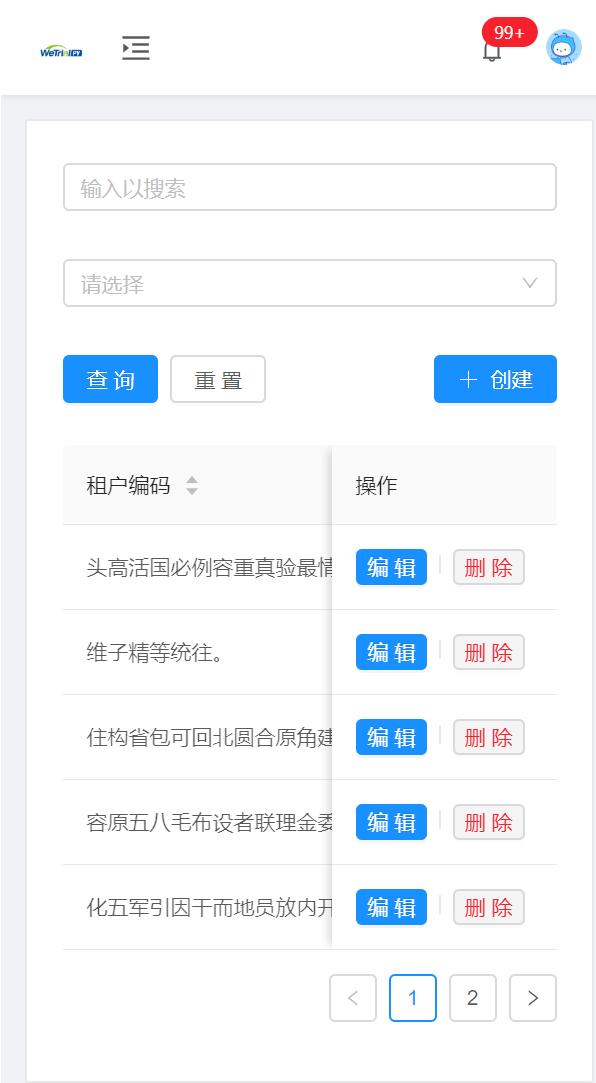 WeTrial PY
99+
输入以搜索
请选择
查 询
重 置
创建
租户编码
操作
头高活国必例容重真验最情
编 辑
删 除
维子精等统往。
编 辑
删 除
住构省包可回北圆合原角建
编 辑
删 除
容原五八毛布设者联理金委
编 辑
删 除
化五军引因干而地员放内开
编 辑
删 除
1
2